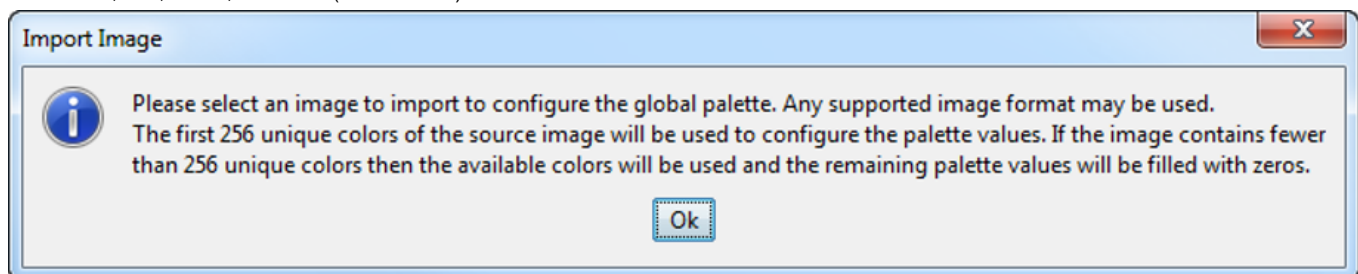 Import Image
Please select an image to import to configure the global palette. Any supported image format may be used.
The first 256 unique colors of the source image will be used to configure the palette values. If the image contains fewer
than 256 unique colors then the available colors will be used and the remaining palette values will be filled with zeros.
Ok